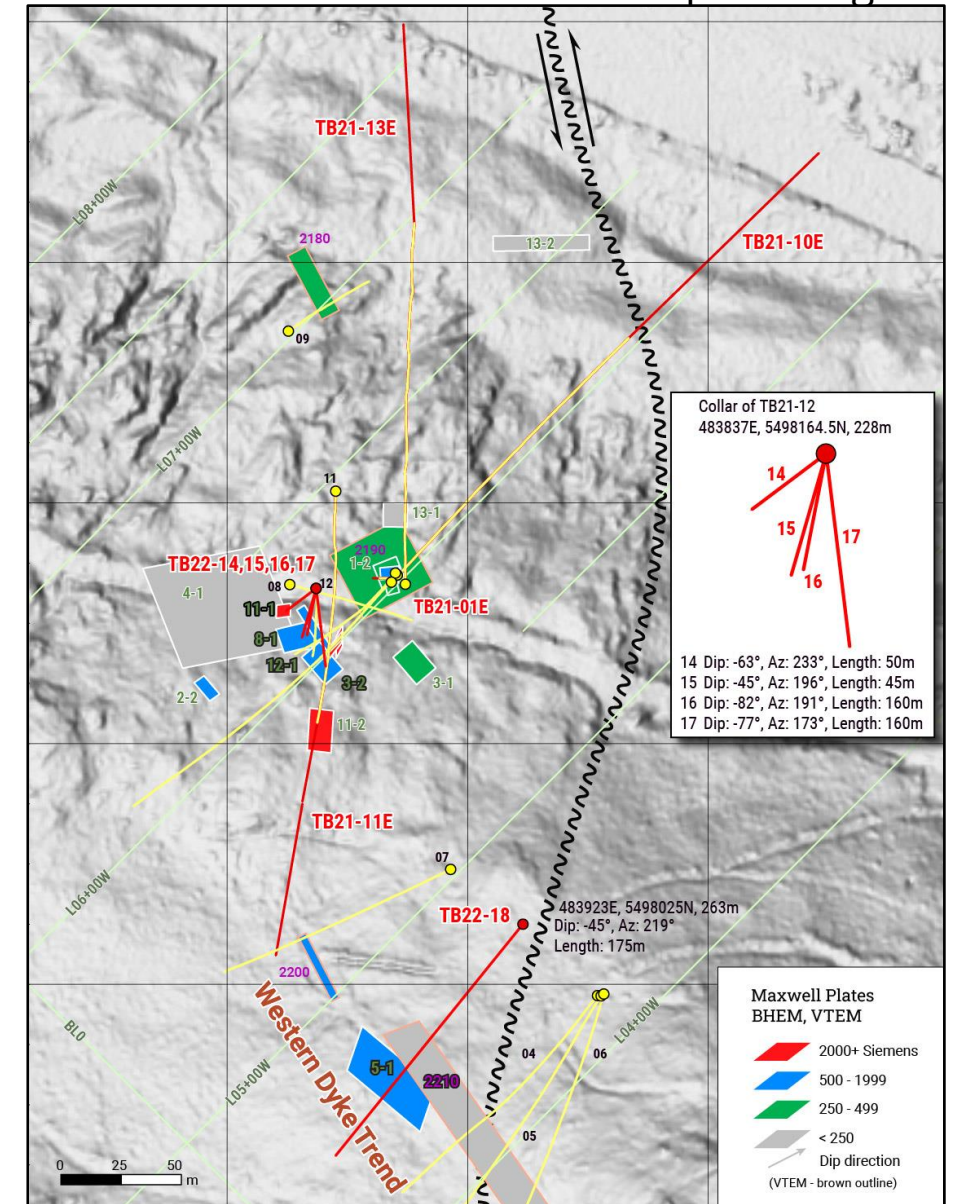 TB21-13E
L08+00W
2180
13-2
TB21-10E
09
L07+00W
11
13-1
2190
1-2
TB22-14,15,16,17
08
12
4-1
11-1
TB21-01E
8-1
12-1
3-2
3-1
2-2
11-2
Collar of TB21-12
483837E, 5498164.5N, 228m
14
15
17
16
14 Dip: -63°, Az: 233°, Length: 50m
15 Dip: -45°, Az: 196°, Length: 45m
16 Dip: -82°, Az: 191°, Length: 160m
17 Dip: -77°, Az: 173°, Length: 160m
TB21-11E
07
L06+00W
TB22-18
483923E, 5498025N, 263m
Dip: -45°, Az: 219°
Length: 175m
2200
Western Dyke Trend
BL0
L05+00W
L04+00W
04
06
5-1
2210
05
Maxwell Plates
BHEM, VTEM
2000+ Siemens
500 - 1999
250 - 499
< 250
Dip direction
(VTEM - brown outline)
0 25 50
m